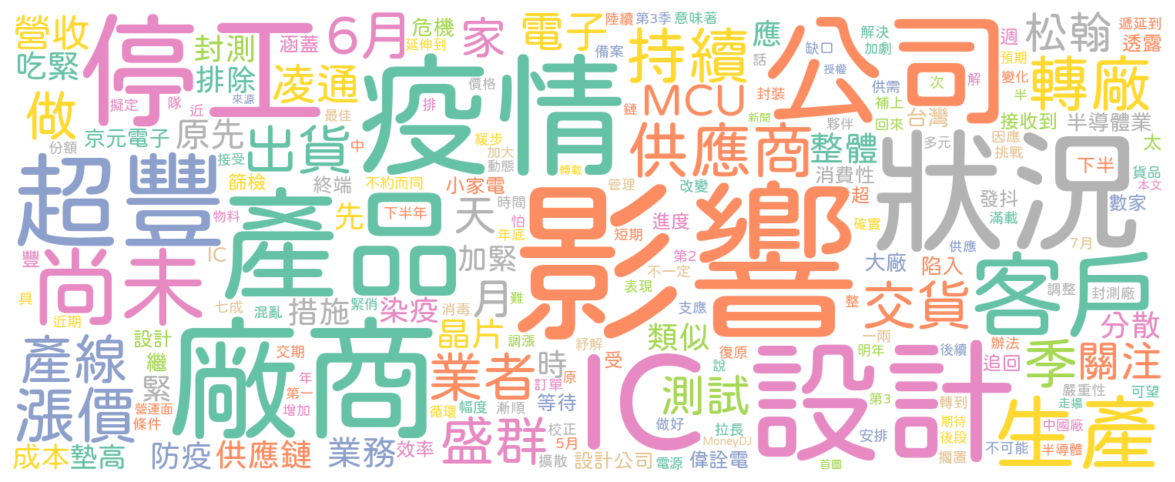 營收
停工
6月
家
危機
延伸到
電子
陸續
第3季
意味著
備案
持續
應
缺口
話
授權
公司
解決
加劇
週
松翰
遞延到
透露
吃緊
封測
涵蓋
排除
凌通
擬定
隊
近
來源
疫情
價格
排
最佳
鏈
封裝
MCU
夥伴
新聞
供需
補上
回來
次
解
預期
變化
半
台灣
接收到
轉廠
半導體業
做
份額
京元電子
原先
接受
出貨
中
緩步
加大
動態
轉載
供應商
整體
消費性
多元
因應
挑戰
下半
太
貨品
本文
超豐
物料
篩檢
終端
不約而同
先
下半年
小家電
天
時間
怕
年底
管理
改變
進度
短期
影響
超
確實
狀況
發抖
滿載
數家
豐
IC
產品
尚未
加緊
第2
不一定
表現
支應
大廠
供應
陷入
7月
客戶
調整
封測廠
具
近期
七成
混亂
緊俏
措施
染疫
消毒
月
難
晶片
調漲
類似
整
一兩
交貨
辦法
分散
產線
設計
繼
緊
廠商
交期
年
第一
增加
業者
時
紓解
受
復原
說
IC設計
明年
後續
追回
季
關注
嚴重性
可望
走揚
漲價
營運面
條件
循環
幅度
訂單
原
漸順
等待
測試
第3
轉到
期待
後段
中國廠
生產
成本
墊高
防疫
供應鏈
業務
效率
盛群
校正
5月
擴散
設計公司
做好
拉長
MoneyDJ
電源
偉詮電
安排
首圖
擱置
不可能
半導體